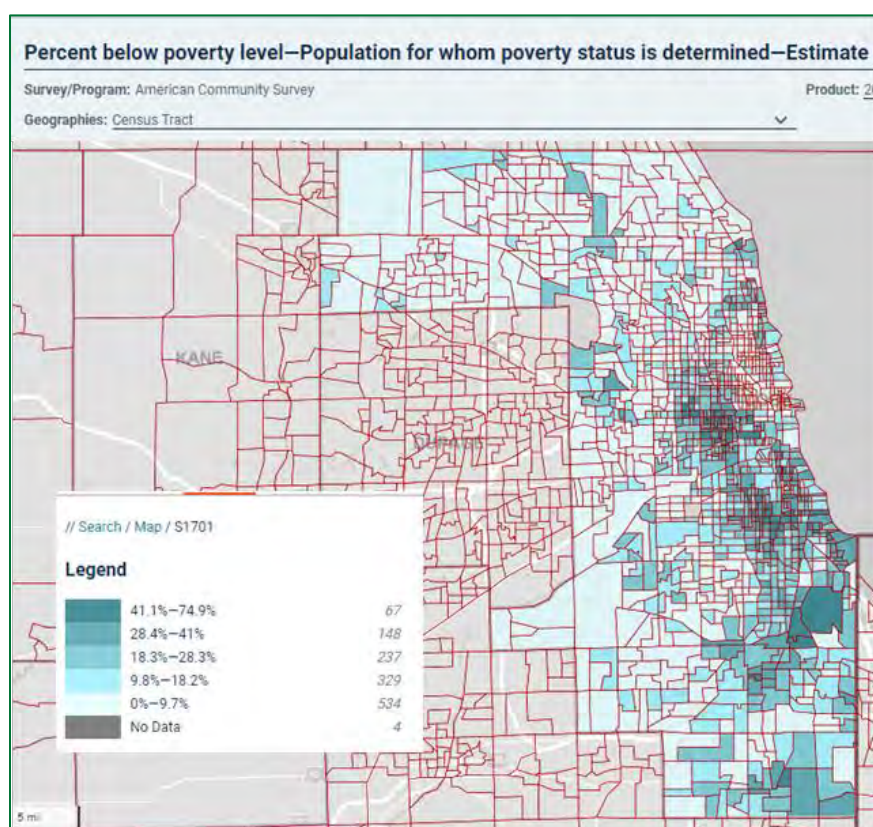 Percent below poverty level—Population for whom poverty status is determined—Estimate
Survey/Program: American Community Survey
Product: 20
Geographies: Census Tract
KANE
// Search / Map / S1701
Legend
41.1%—74.9% 67
28.4%—41% 148
18.3%—28.3% 237
9.8%—18.2% 329
0%—9.7% 534
No Data 4
5 mi